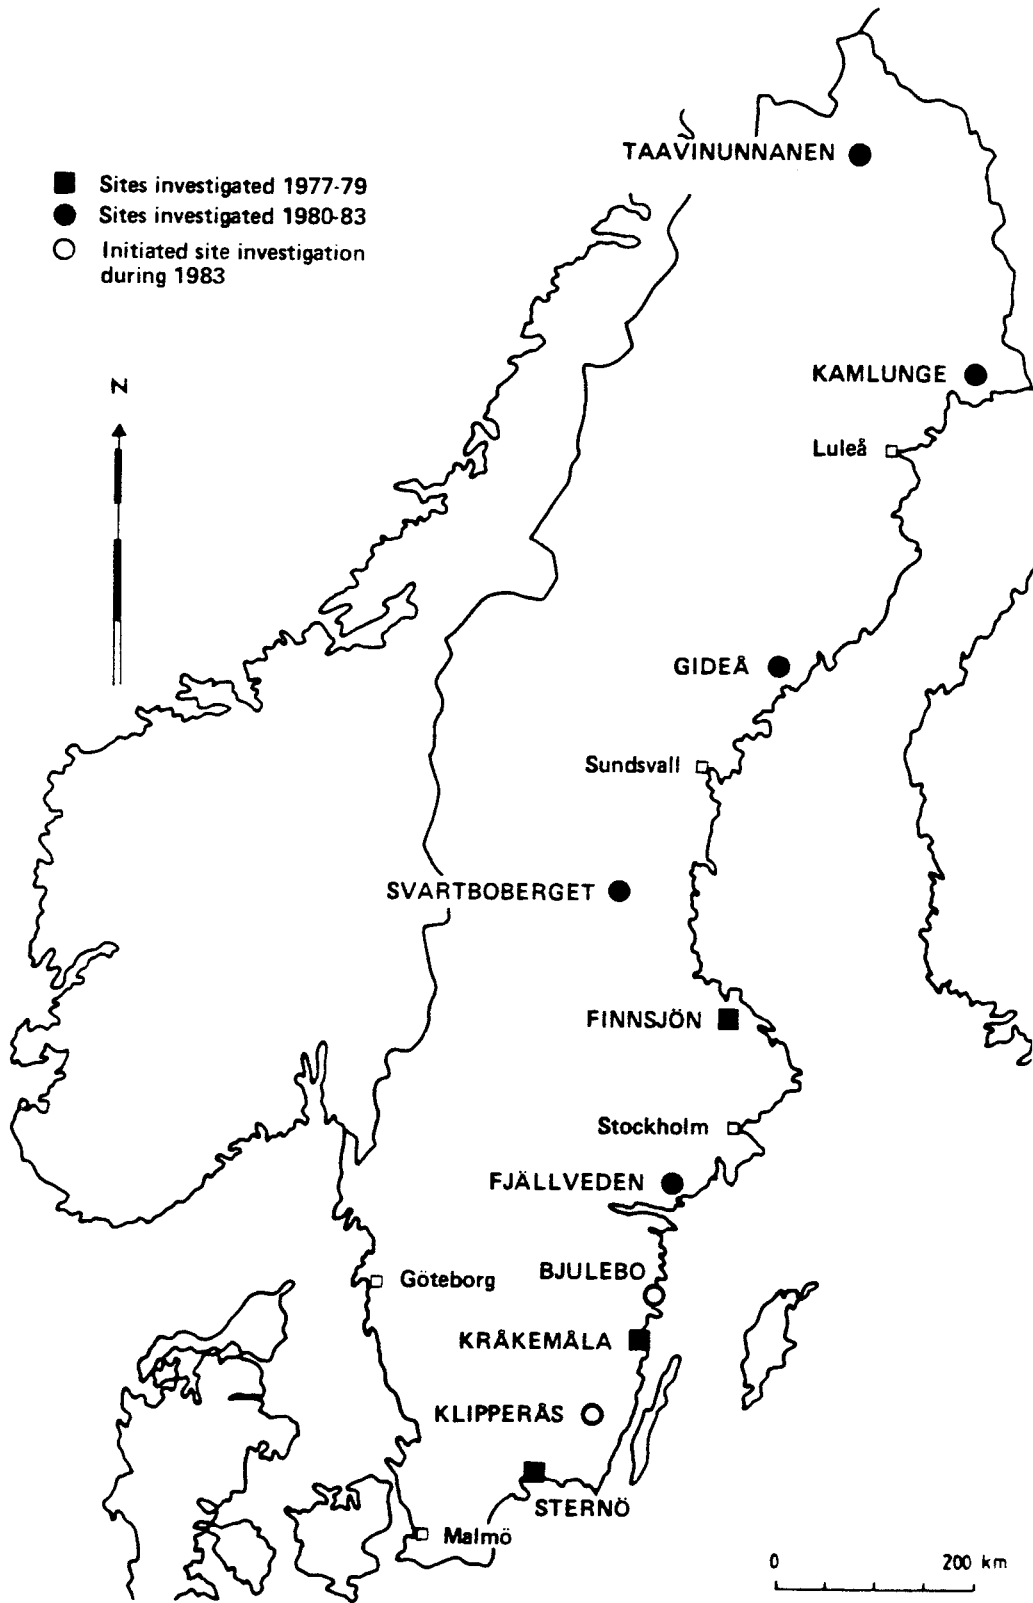 TAAVINUNNANEN
Sites investigated 1977-79
Sites investigated 1980-83
Initiated site investigation
during 1983
N
KAMLUNGE
Luleå
GIDEÅ
Sundsvall
SVARTBOBERGET
FINNSJÖN
Stockholm
FJÄLLVEDEN
BJULEBO
Göteborg
KRÅKEMÅLA
KLIPPERÅS
STERNÖ
Malmö
0 200 km